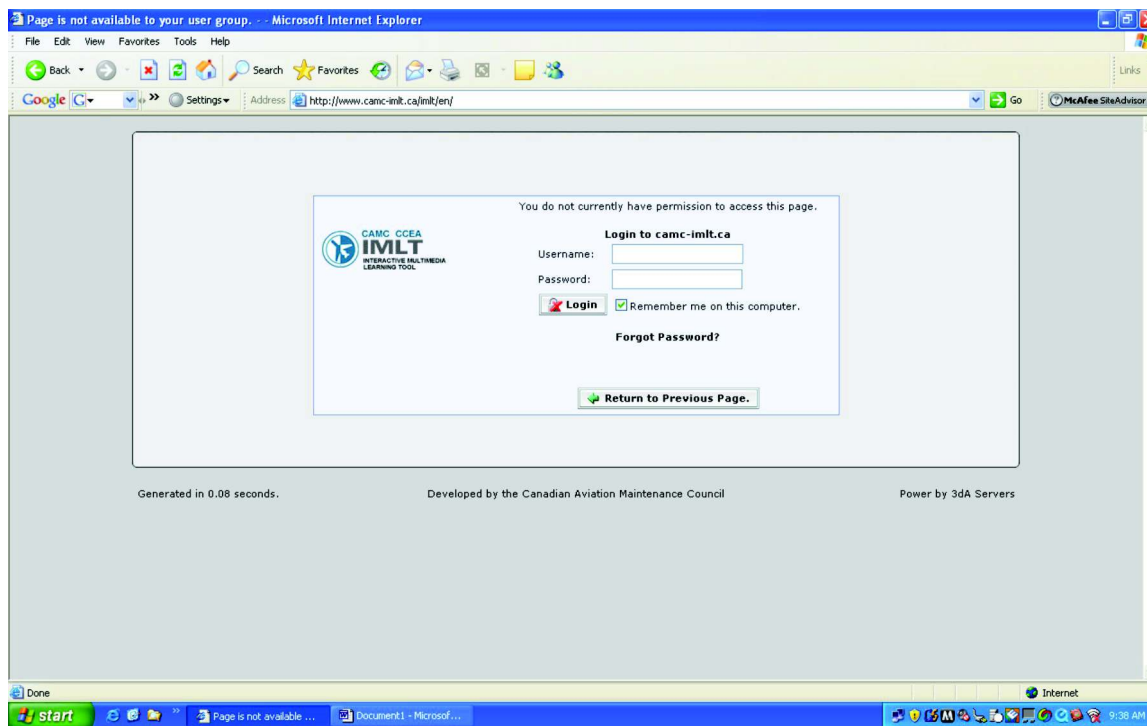 Page is not available to your user group. - - Microsoft Internet Explorer
File Edit View Favorites Tools Help
Back Search Favorites Links
Google G Settings Address http://www.camc-imlt.ca/imlt/en/ Go McAfee SiteAdvisor
You do not currently have permission to access this page.
CAMC CCEA
IMLT
INTERACTIVE MULTIMEDIA
LEARNING TOOL
Login to camc-imlt.ca
Username:
Password:
Login Remember me on this computer.
Forgot Password?
Return to Previous Page.
Generated in 0.08 seconds. Developed by the Canadian Aviation Maintenance Council Power by 3dA Servers
Done Internet
start Page is not available ... Document1 - Microsof... 9:38 AM